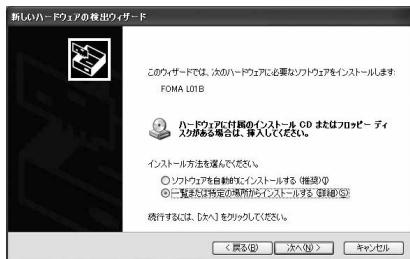 新しいハードウェアの検出ウィザード
このウィザードでは、次のハードウェアに必要なソフトウェアをインストールします:
FOMA L01B
ハードウェアに付属のインストール CD またはフロッピー ディ
スクがある場合は、挿入してください。
インストール方法を選んでください。
ソフトウェアを自動的にインストールする (推奨)(I)
一覧または特定の場所からインストールする (詳細)(S)
続行するには、[次へ] をクリックしてください。
< 戻る(B)
次へ(N) >
キャンセル